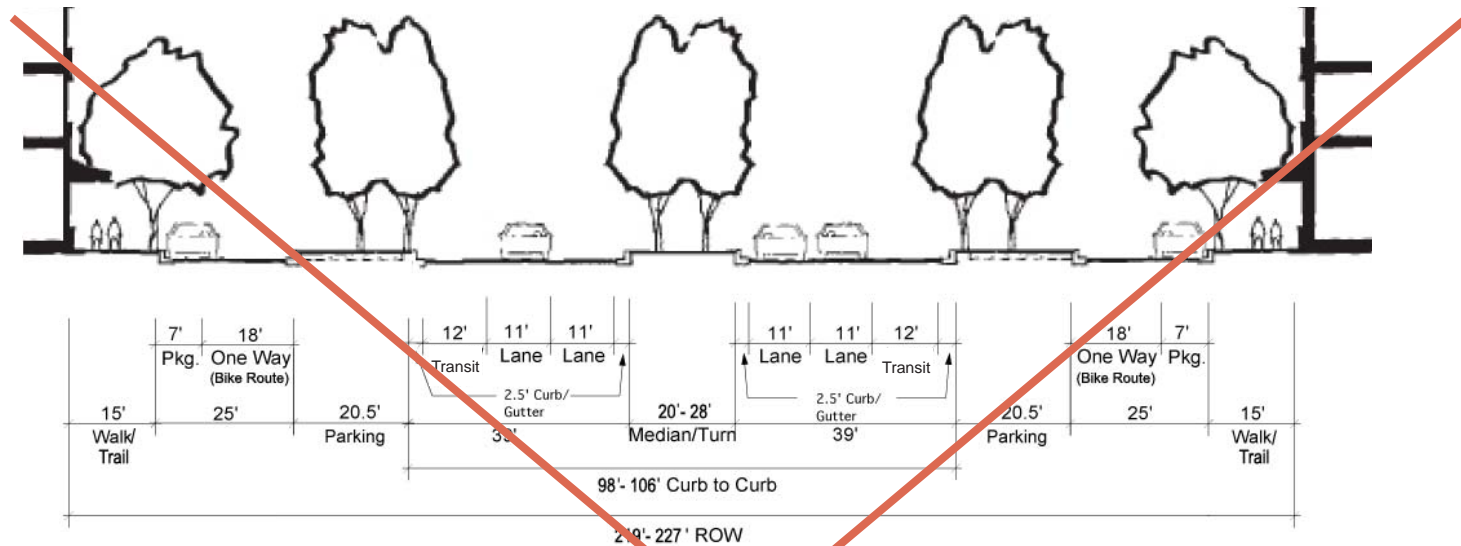 7' 18' 12' 11' 11' 11' 11' 12' 18' 7'
Pkg. One Way Transit Lane Lane Lane Lane Transit One Way Pkg.
(Bike Route) (Bike Route)
2.5' Curb/ 2.5' Curb/
Gutter Gutter
15' 25' 20.5' 39' 20'- 28' 39' 20.5' 25' 15'
Walk/ Parking Median/Turn Parking Walk/
Trail Trail
98'- 106' Curb to Curb
219'- 227' ROW